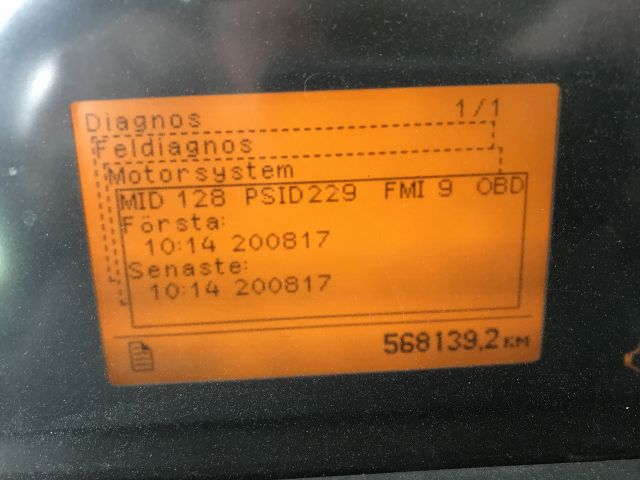 Diagnos 1/1
Feldiagnos
Motorsystem
MID 128 PSID229 FMI 9 OBD
Första:
10:14 200817
Senaste:
10:14 200817
568139,2 KM